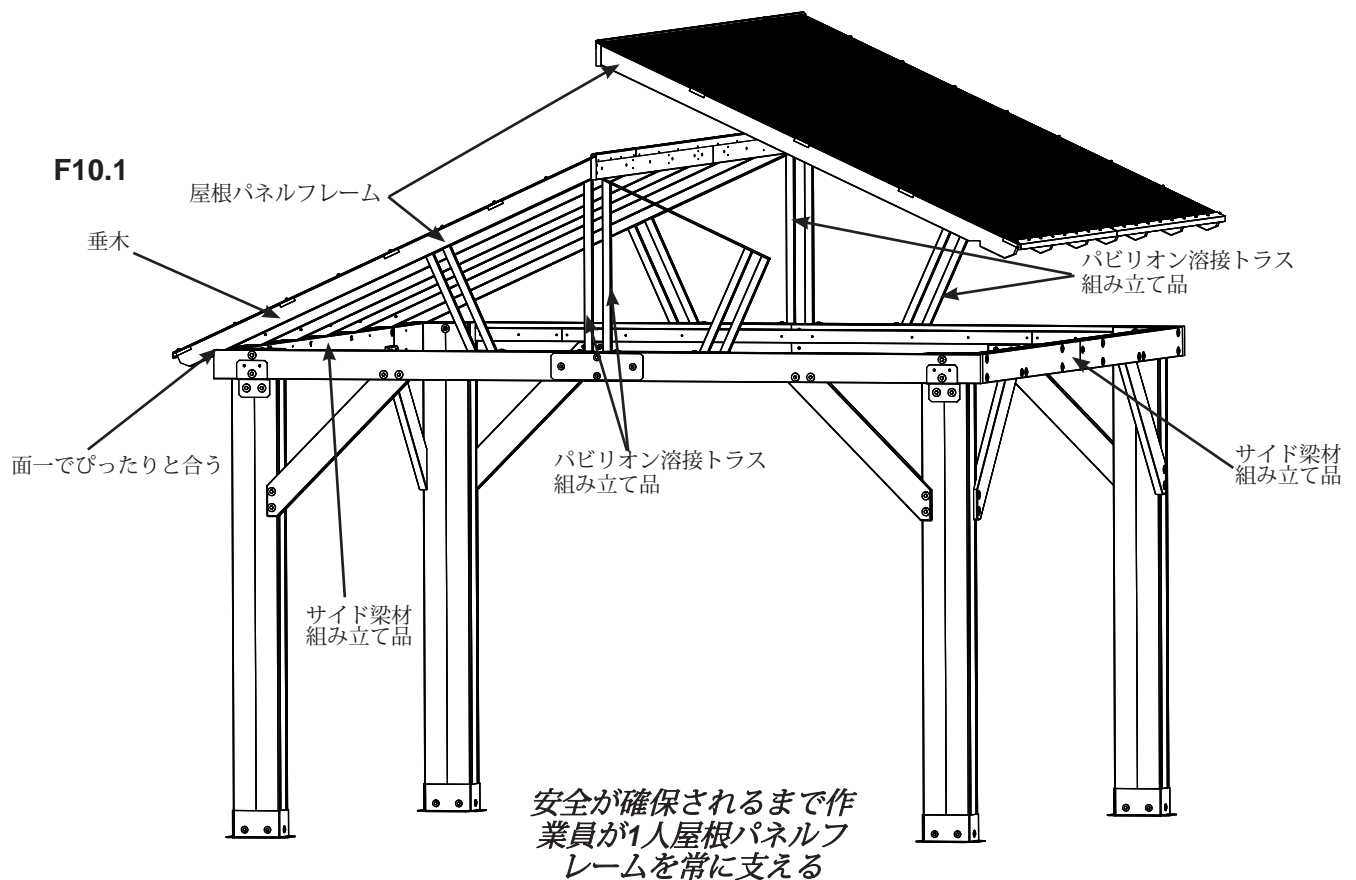 F10.1
屋根パネルフレーム
垂木
パビリオン溶接トラス
組み立て品
面一でぴったりと合う
パビリオン溶接トラス
組み立て品
サイド梁材
組み立て品
サイド梁材
組み立て品
安全が確保されるまで作
業員が1人屋根パネルフ
レームを常に支える